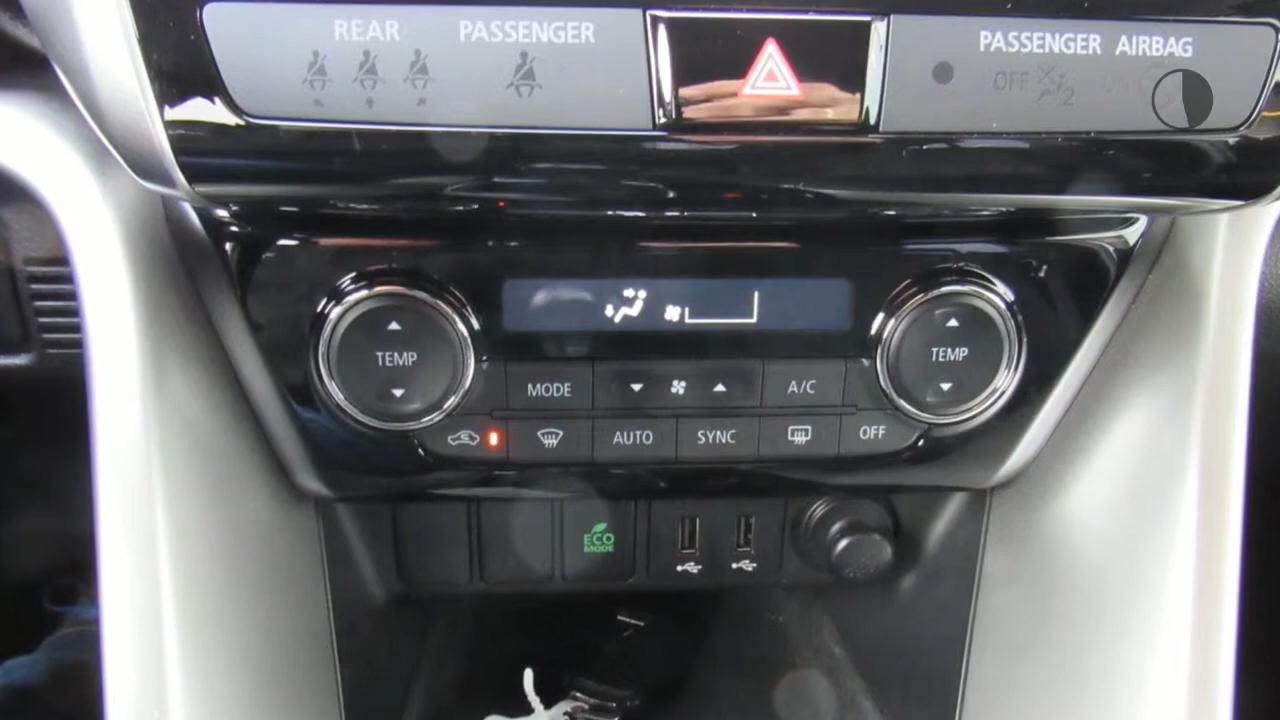 REAR PASSENGER
PASSENGER AIRBAG
OFF
TEMP
TEMP
MODE
A/C
AUTO
SYNC
OFF
ECO
MODE